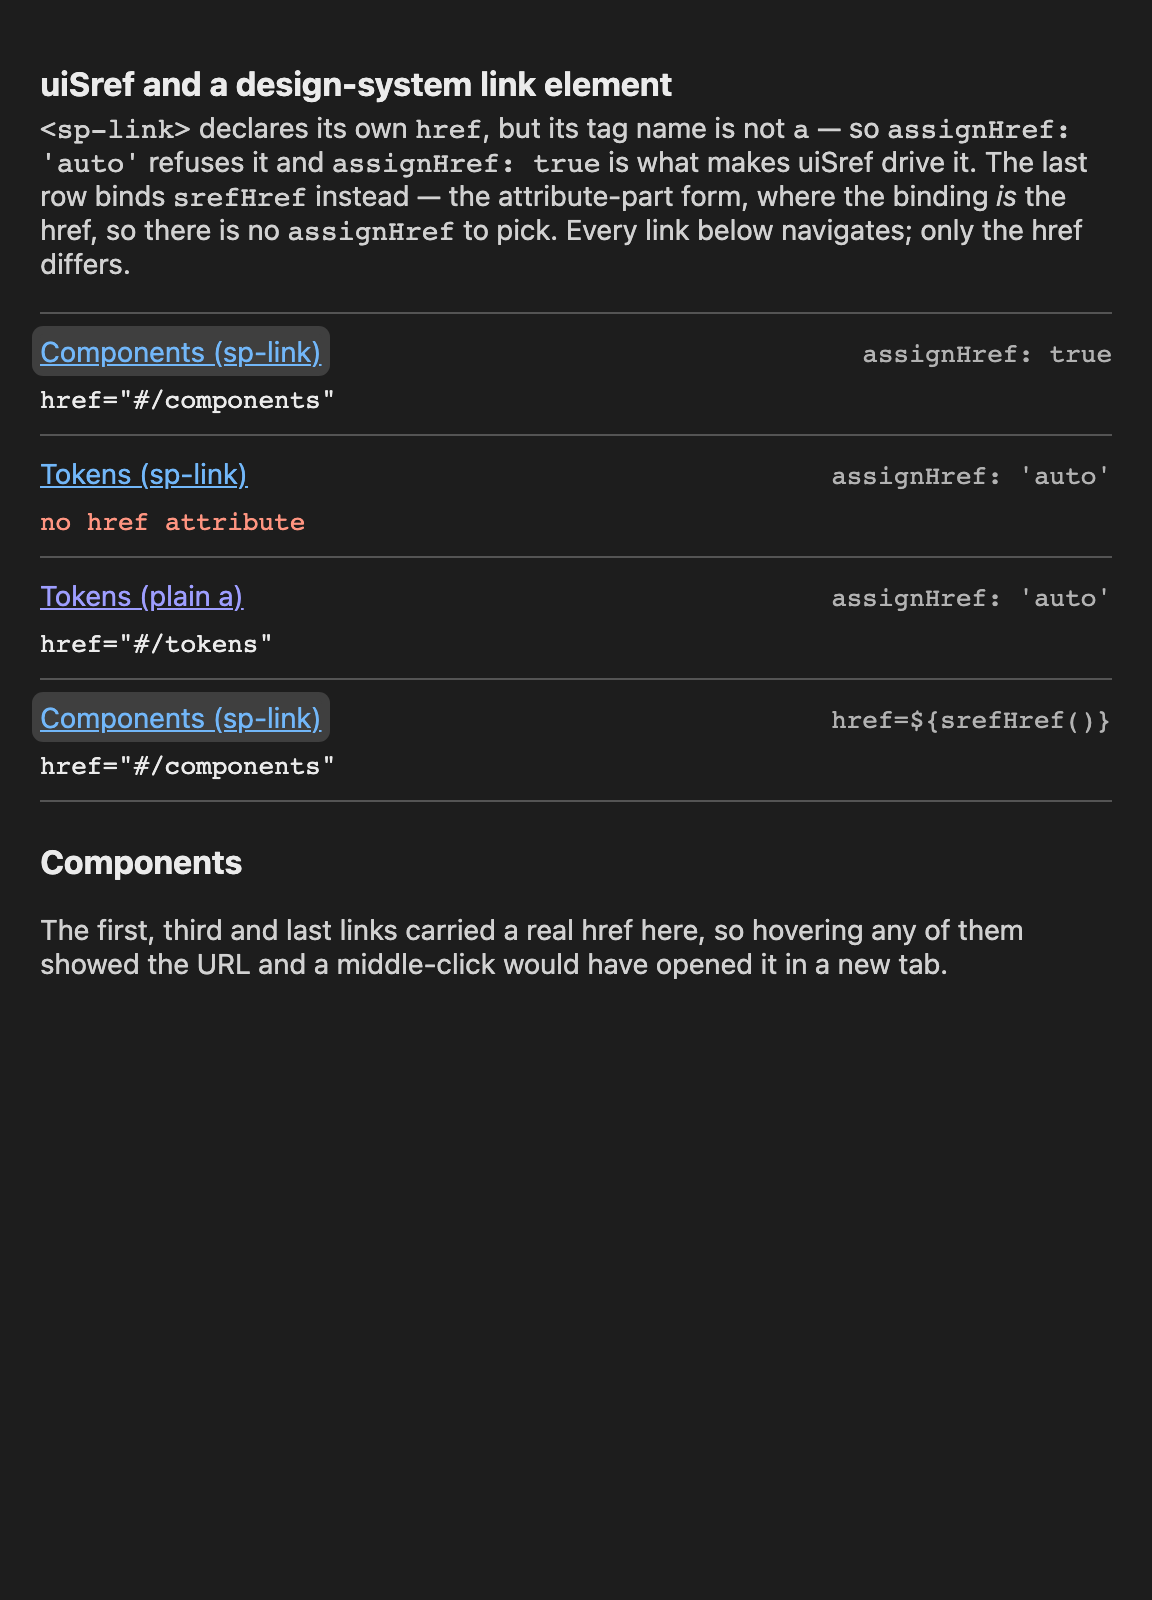 uiSref and a design-system link element
<sp-link> declares its own href, but its tag name is not a — so assignHref:
'auto' refuses it and assignHref: true is what makes uiSref drive it. The last
row binds srefHref instead — the attribute-part form, where the binding is the
href, so there is no assignHref to pick. Every link below navigates; only the href
differs.
Components (sp-link)
assignHref: true
href="#/components"
Tokens (sp-link)
assignHref: 'auto'
no href attribute
Tokens (plain a)
assignHref: 'auto'
href="#/tokens"
Components (sp-link)
href=${srefHref()}
href="#/components"
Components
The first, third and last links carried a real href here, so hovering any of them
showed the URL and a middle-click would have opened it in a new tab.